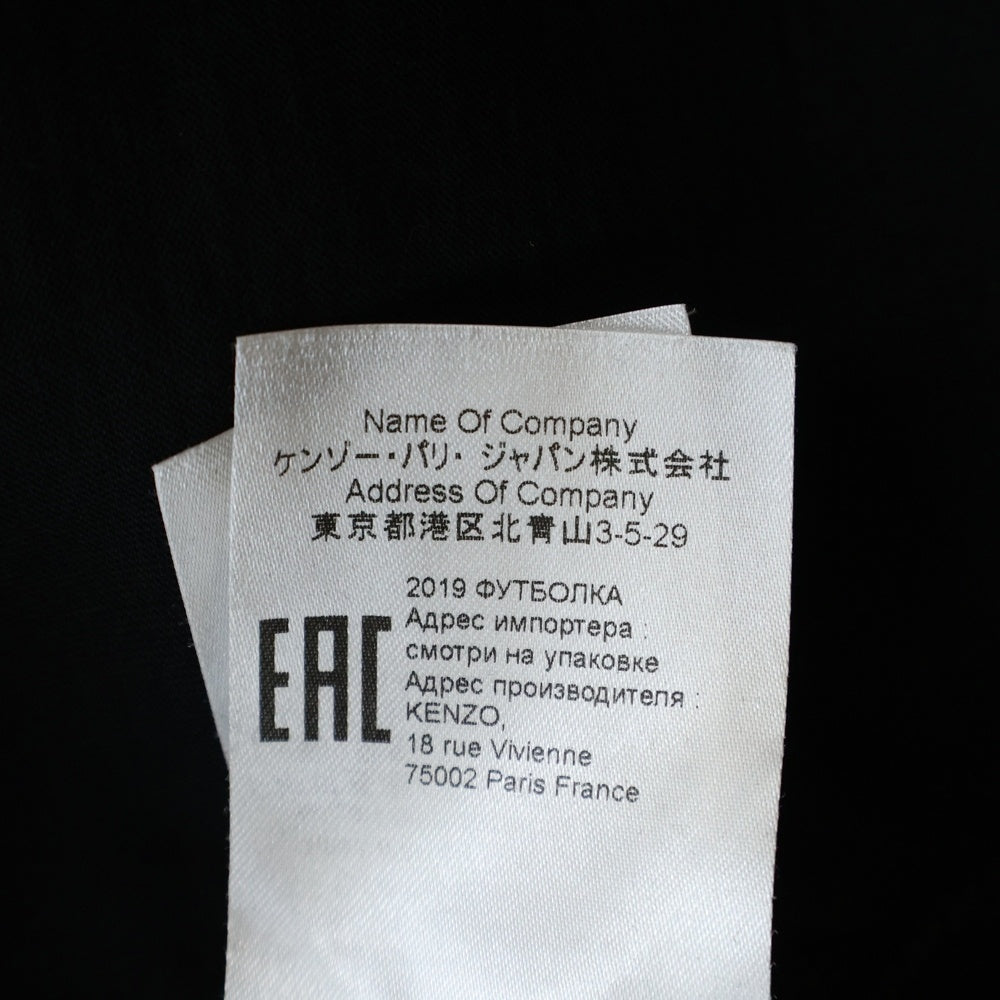 Name Of Company
ケンゾー・パリ・ジャパン株式会社
Address Of Company
東京都港区北青山3-5-29
2019 ФУТБОЛКА
Адрес импортера :
смотри на упаковке
Адрес производителя :
KENZO,
18 rue Vivienne
75002 Paris France
EAC